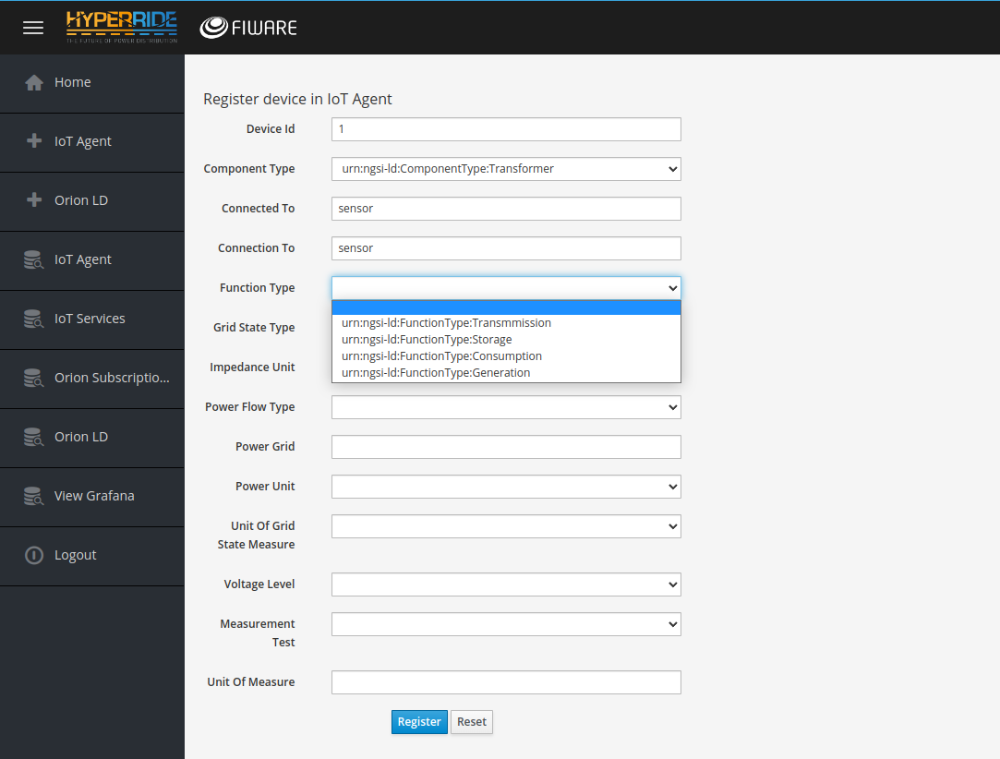 HYPERRIDE
THE FUTURE OF POWER DISTRIBUTION
FIWARE
Home
IoT Agent
Orion LD
IoT Agent
IoT Services
Orion Subscriptio...
Orion LD
View Grafana
Logout
Register device in IoT Agent
Device Id
1
Component Type
urn:ngsi-ld:ComponentType:Transformer
Connected To
sensor
Connection To
sensor
Function Type
urn:ngsi-ld:FunctionType:Transmmission
urn:ngsi-ld:FunctionType:Storage
urn:ngsi-ld:FunctionType:Consumption
urn:ngsi-ld:FunctionType:Generation
Grid State Type
Impedance Unit
Power Flow Type
Power Grid
Power Unit
Unit Of Grid
State Measure
Voltage Level
Measurement
Test
Unit Of Measure
Register
Reset